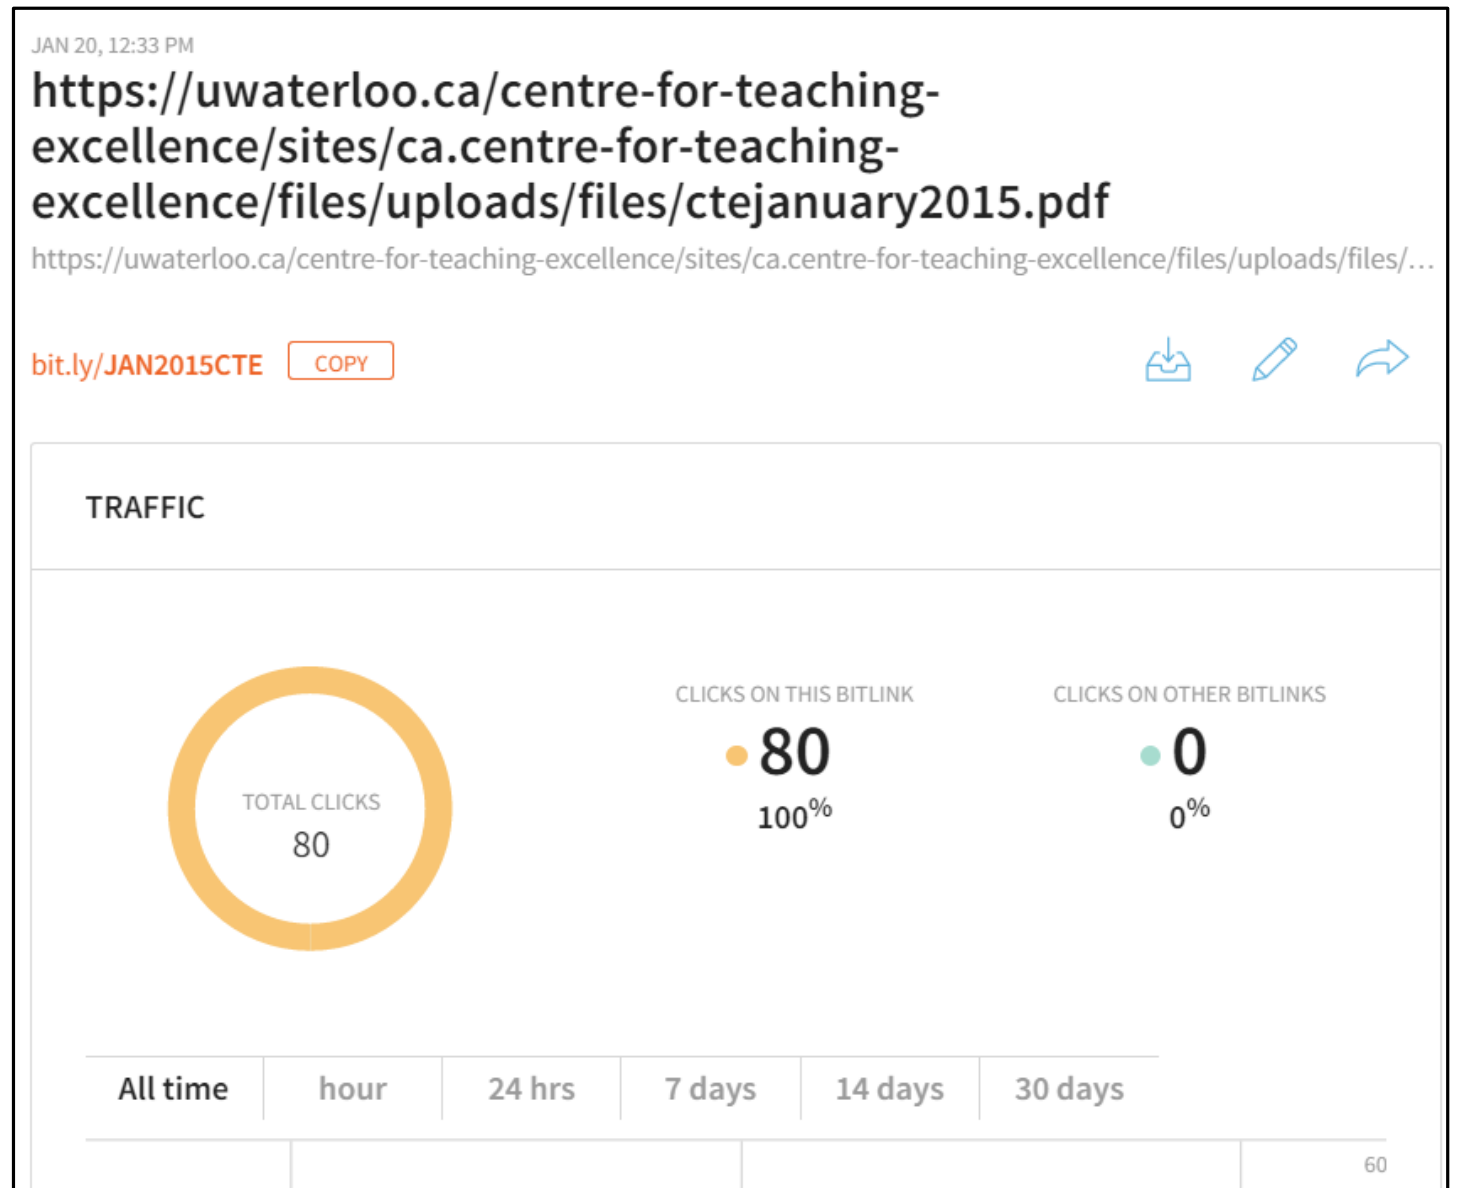 JAN 20, 12:33 PM
https://uwaterloo.ca/centre-for-teaching-
excellence/sites/ca.centre-for-teaching-
excellence/files/uploads/files/ctejanuary2015.pdf
https://uwaterloo.ca/centre-for-teaching-excellence/sites/ca.centre-for-teaching-excellence/files/uploads/files/...
bit.ly/JAN2015CTE COPY
TRAFFIC
CLICKS ON THIS BITLINK CLICKS ON OTHER BITLINKS
80 0
100% 0%
TOTAL CLICKS
80
All time hour 24 hrs 7 days 14 days 30 days
60